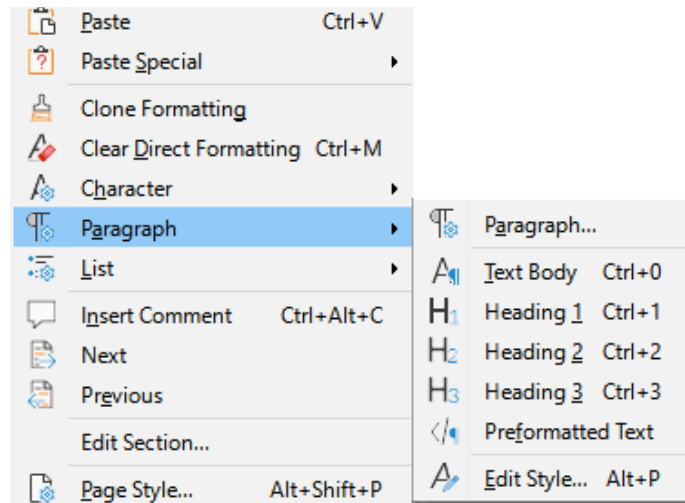 Paste Ctrl+V
Paste Special
Clone Formatting
Clear Direct Formatting Ctrl+M
Character
Paragraph
List
Insert Comment Ctrl+Alt+C
Next
Previous
Edit Section...
Page Style... Alt+Shift+P
Paragraph...
Text Body Ctrl+0
Heading 1 Ctrl+1
Heading 2 Ctrl+2
Heading 3 Ctrl+3
Preformatted Text
Edit Style... Alt+P